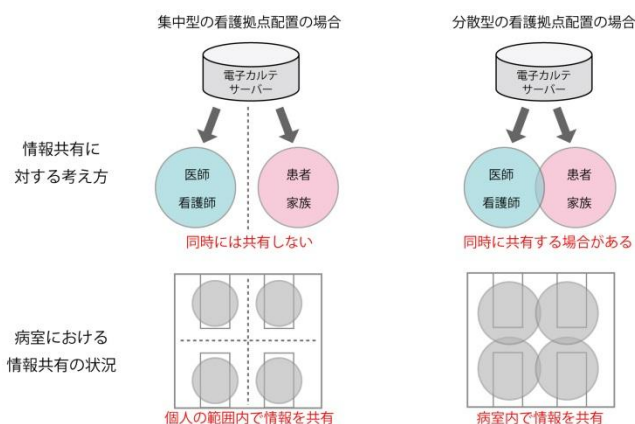 集中型の看護拠点配置の場合
分散型の看護拠点配置の場合
電子カルテ
サーバー
電子カルテ
サーバー
情報共有に
対する考え方
医師
看護師
患者
家族
医師
看護師
患者
家族
同時には共有しない
同時に共有する場合がある
病室における
情報共有の状況
個人の範囲内で情報を共有
病室内で情報を共有